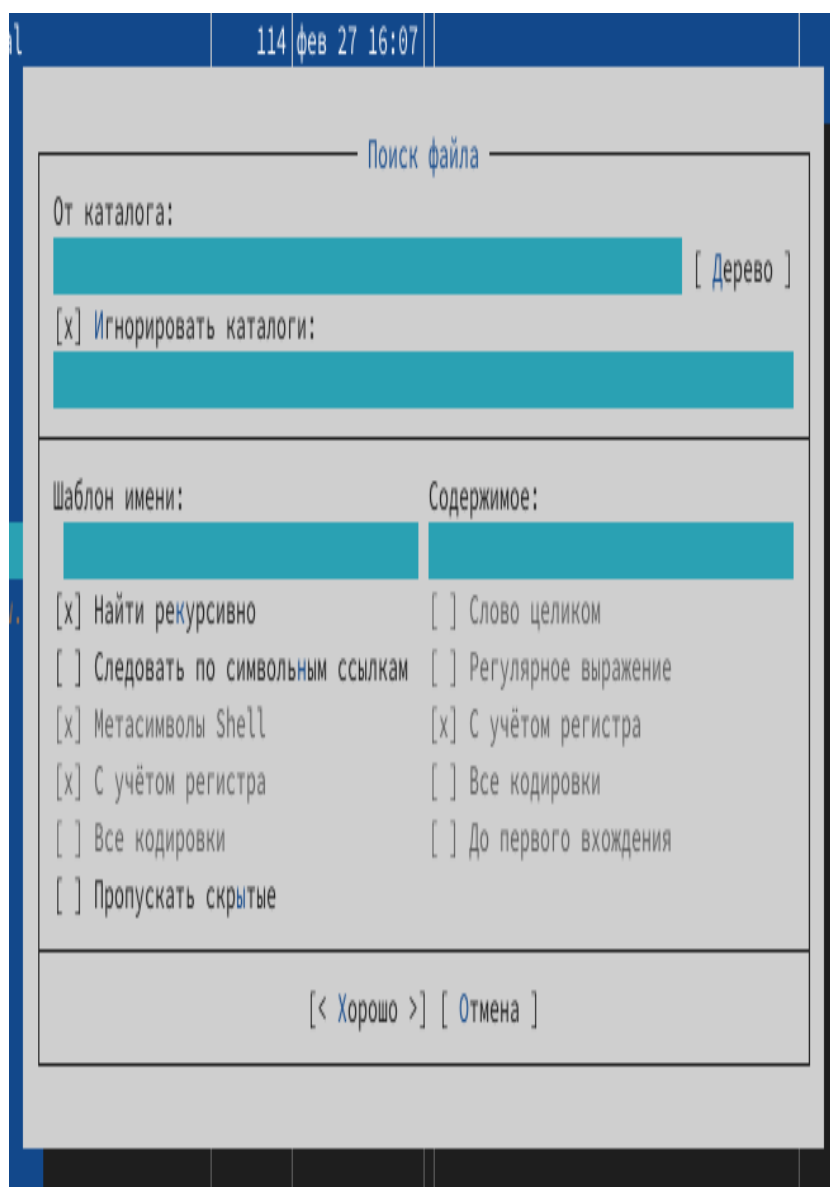 al 114 фев 27 16:07
Поиск файла
От каталога:
[ Дерево ]
[x] Игнорировать каталоги:
Шаблон имени: Содержимое:
[x] Найти рекурсивно [ ] Слово целиком
[ ] Следовать по символьным ссылкам [ ] Регулярное выражение
[x] Метасимволы Shell [x] С учётом регистра
[x] С учётом регистра [ ] Все кодировки
[ ] Все кодировки [ ] До первого вхождения
[ ] Пропускать скрытые
[< Хорошо >] [ Отмена ]